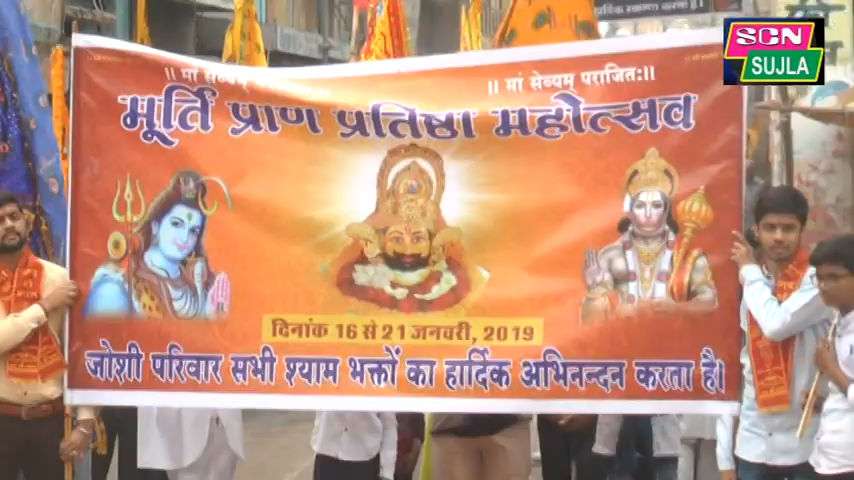 SCN
SUJLA
॥ मां सेव्यम् पराजितः॥
मूर्ति प्राण प्रतिष्ठा महोत्सव
दिनांक 16 से 21 जनवरी, 2019
जोशी परिवार सभी श्याम भक्तों का हार्दिक अभिनन्दन करता है।